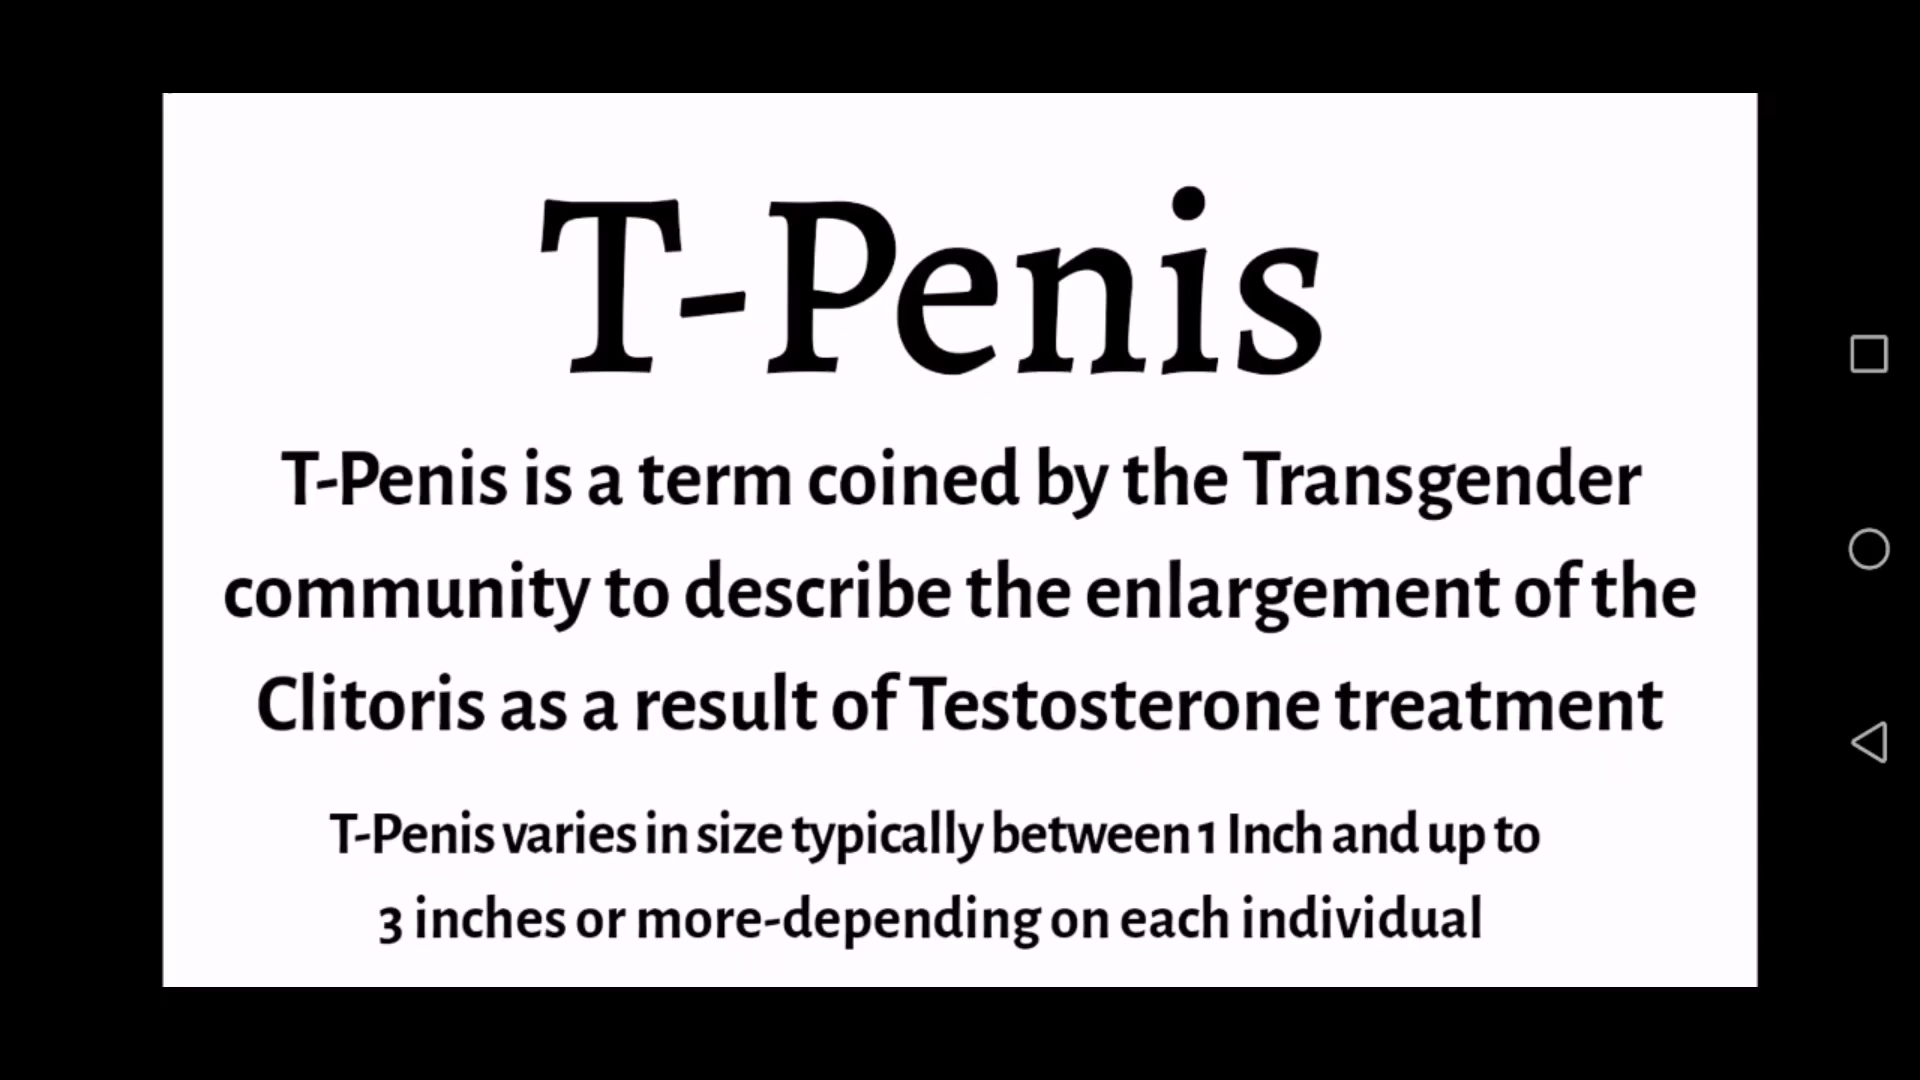 T-Penis
T-Penis is a term coined by the Transgender
community to describe the enlargement of the
Clitoris as a result of Testosterone treatment
T-Penis varies in size typically between 1 Inch and up to
3 inches or more-depending on each individual